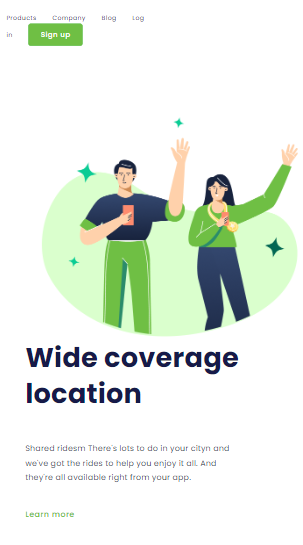 Products Company Blog Log
in Sign up
Wide coverage
location
Shared ridesm There's lots to do in your cityn and
we've got the rides to help you enjoy it all. And
they're all available right from your app.
Learn more